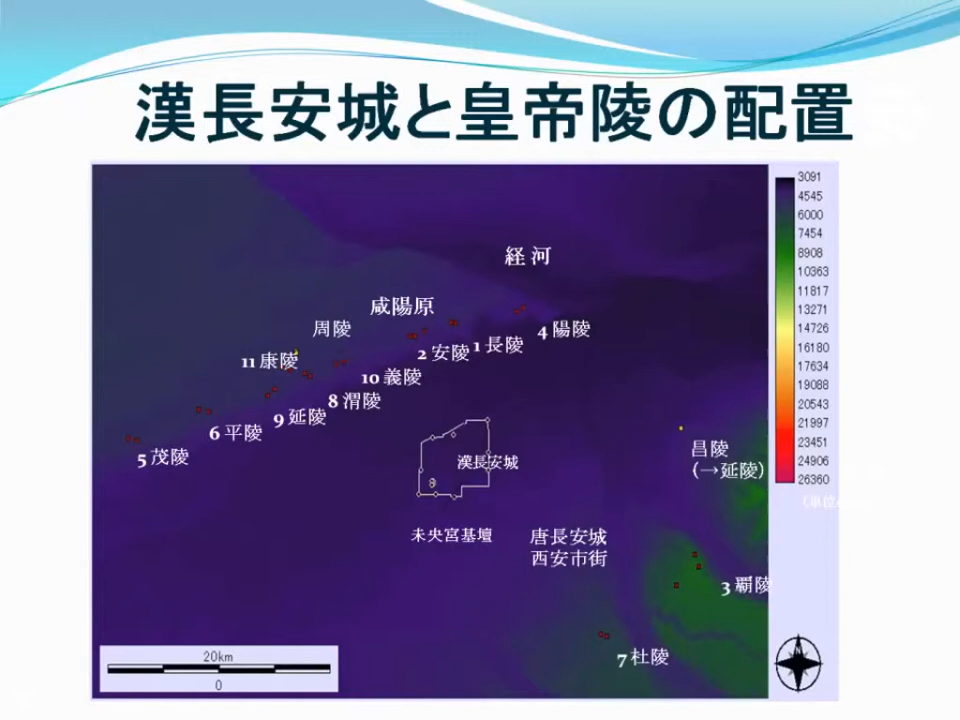 漢長安城と皇帝陵の配置
経河
咸陽原
周陵
11 康陵
2 安陵
1 長陵
4 陽陵
10 義陵
8 渭陵
9 延陵
6 平陵
5 茂陵
漢長安城
昌陵
(→延陵)
未央宮基壇
唐長安城
西安市街
3 覇陵
7 杜陵
20km
0
3091
4545
6000
7454
8908
10363
11817
13271
14726
16180
17634
19088
20543
21997
23451
24906
26360
N